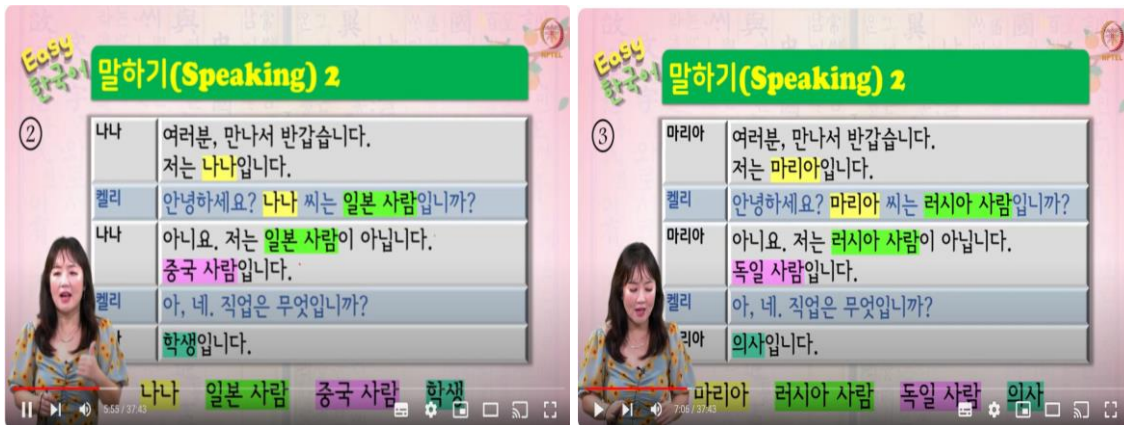 Easy
한국어
NPTEL
말하기(Speaking) 2
②
나나
여러분, 만나서 반갑습니다.
저는 나나입니다.
켈리
안녕하세요? 나나 씨는 일본 사람입니까?
나나
아니요. 저는 일본 사람이 아닙니다.
중국 사람입니다.
켈리
아, 네. 직업은 무엇입니까?
학생입니다.
나나 일본 사람 중국 사람 학생
5:55 / 37:43
Easy
한국어
NPTEL
말하기(Speaking) 2
③
마리아
여러분, 만나서 반갑습니다.
저는 마리아입니다.
켈리
안녕하세요? 마리아 씨는 러시아 사람입니까?
마리아
아니요. 저는 러시아 사람이 아닙니다.
독일 사람입니다.
켈리
아, 네. 직업은 무엇입니까?
리아
의사입니다.
마리아 러시아 사람 독일 사람 의사
7:05 / 37:43